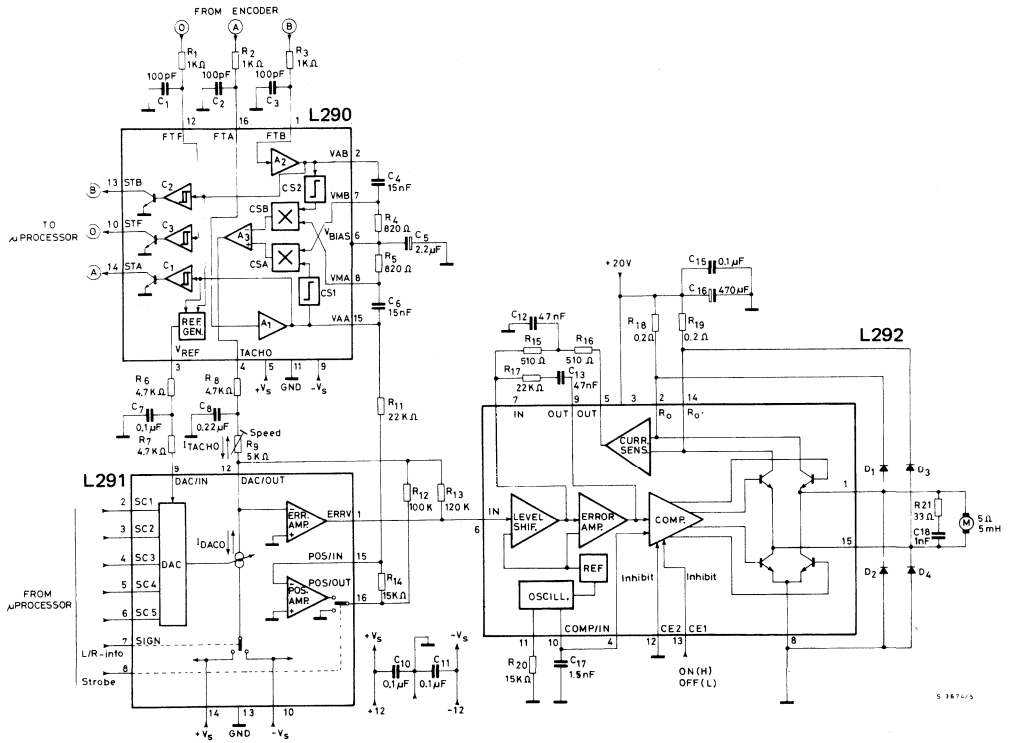 FROM ENCODER
O A B
R1 1KΩ
R2 1KΩ
R3 1KΩ
100pF C1
100pF C2
100pF C3
L290
12 16 1
FTF FTA FTB
A2
VAB 2
C4 15nF
CS2
VMB 7
CSB
R4 820Ω
VBIAS 6
C5 2.2µF
A3
CSA
R5 820Ω
VMA 8
CS1
C6 15nF
A1
VAA 15
B 13 STB C2
TO µPROCESSOR
O 10 STF C3
A 14 STA C1
REF. GEN.
VREF TACHO
3 4 5 11 9
+Vs GND -Vs
R6 4.7KΩ
R8 4.7KΩ
C7 0.1µF
C8 0.22µF
R7 4.7KΩ
ITACHO
Speed
R9 5KΩ
R11 22KΩ
R12 100K
R13 120K
L291
9 12
DAC/IN DAC/OUT
2 SC1
3 SC2
4 SC3
5 SC4
6 SC5
FROM µPROCESSOR
DAC
IDACO
ERR. AMP.
ERRV 1
POS/IN 15
POS. AMP.
POS/OUT
16
R14 15KΩ
7 SIGN
L/R-info
8
Strobe
14 13 10
+Vs GND -Vs
+Vs -Vs
C10 0.1µF
C11 0.1µF
+12 -12
+20V
C15 0.1µF
C16 470µF
R18 0.2Ω
R19 0.2Ω
L292
C12 47nF
R15 510Ω
R16 510Ω
R17 22KΩ
C13 47nF
7 9 5 3 2 14
IN OUT OUT RO RO'
CURR. SENS.
6 IN
LEVEL SHIF.
ERROR AMP.
COMP.
REF
OSCILL.
Inhibit Inhibit
COMP/IN CE2 CE1
11 10 4 12 13 8
1
15
R20 15KΩ
C17 1.5nF
ON(H)
OFF(L)
D1 D3
D2 D4
R21 33Ω
C18 1nF
M 5Ω 5mH
S-3674/3